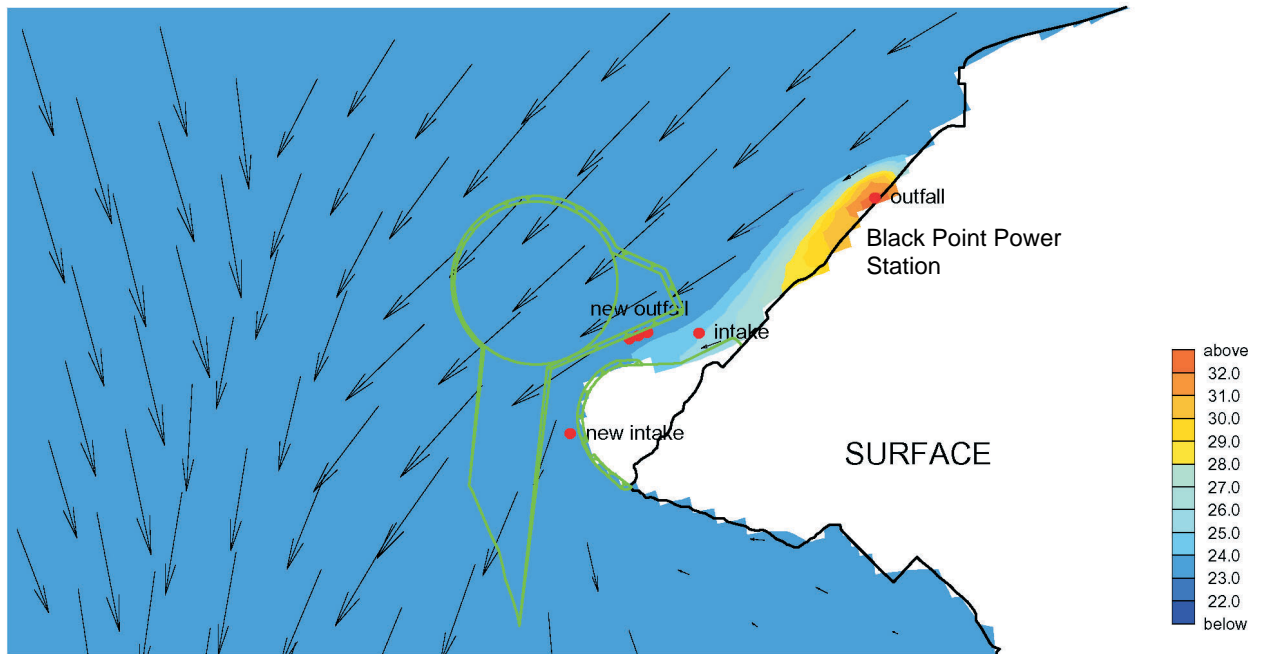 outfall
Black Point Power
Station
new outfall
intake
new intake
SURFACE
above
32.0
31.0
30.0
29.0
28.0
27.0
26.0
25.0
24.0
23.0
22.0
below